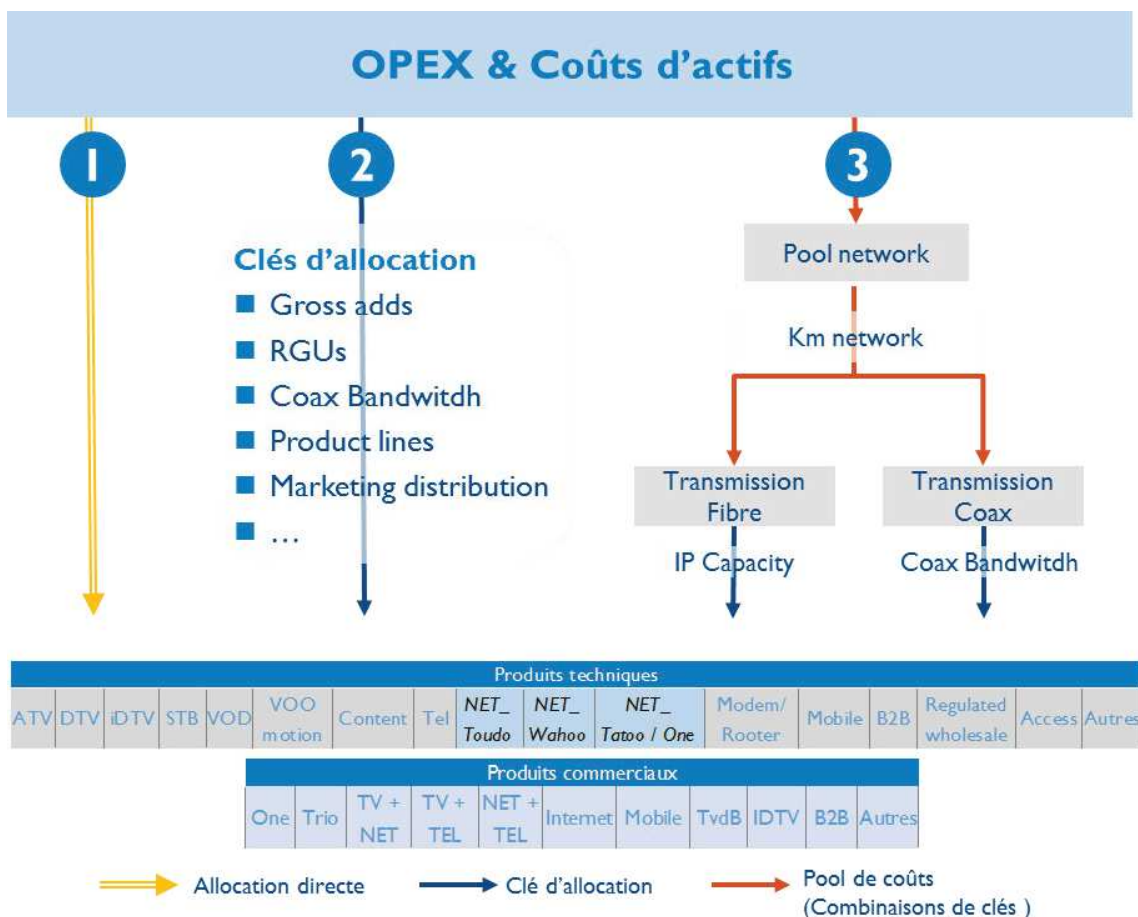 OPEX & Coûts d'actifs
1
2
3
Clés d'allocation
Gross adds
RGUs
Coax Bandwitdh
Product lines
Marketing distribution
…
Pool network
Km network
Transmission
Fibre
Transmission
Coax
IP Capacity
Coax Bandwitdh
Produits techniques
ATV
DTV
iDTV
STB
VOD
VOO
motion
Content
Tel
NET_
Toudo
NET_
Wahoo
NET_
Tatoo / One
Modem/
Rooter
Mobile
B2B
Regulated
wholesale
Access
Autres
Produits commerciaux
One
Trio
TV +
NET
TV +
TEL
NET +
TEL
Internet
Mobile
TvdB
IDTV
B2B
Autres
Allocation directe
Clé d'allocation
Pool de coûts
(Combinaisons de clés )